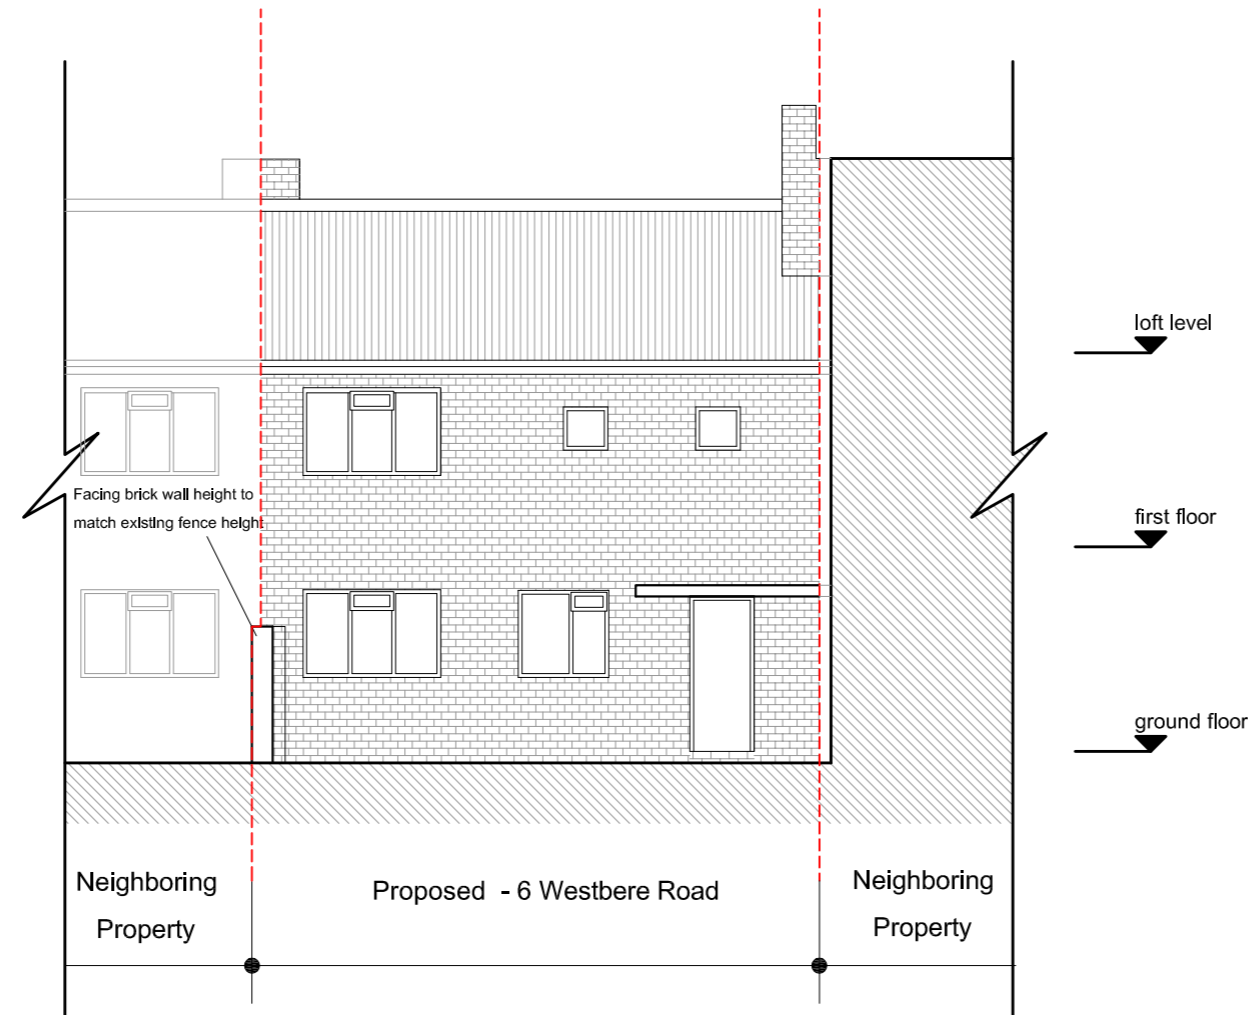 loft level
Facing brick wall height to
match existing fence height
first floor
ground floor
Neighboring
Property
Proposed - 6 Westbere Road
Neighboring
Property